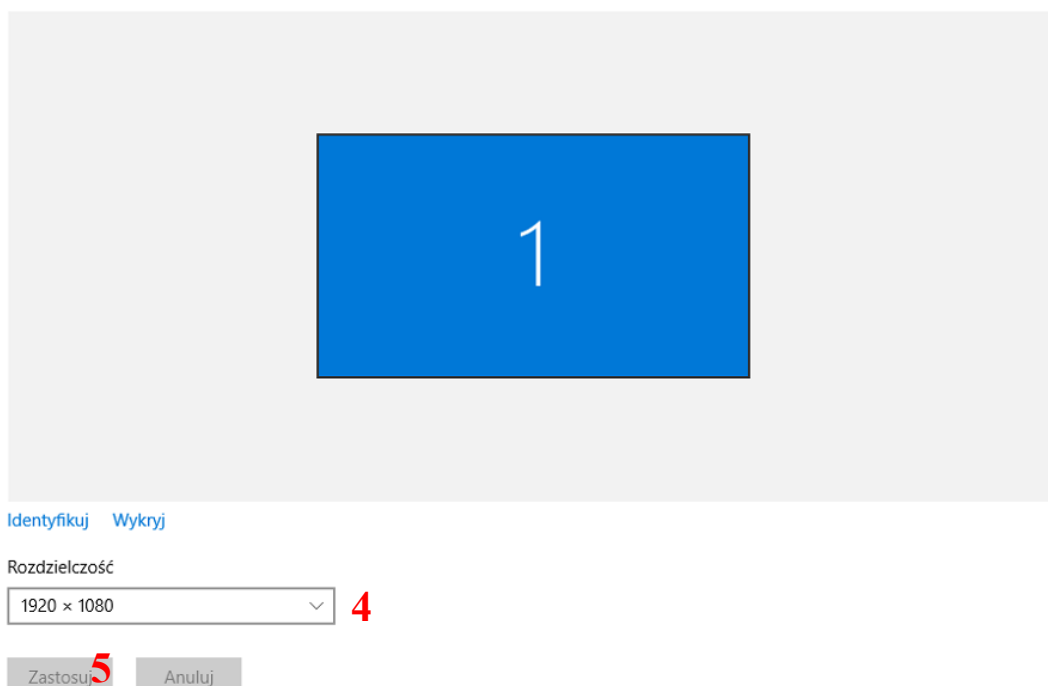 1
Identyfikuj Wykryj
Rozdzielczość
1920 × 1080 4
Zastosuj 5 Anuluj